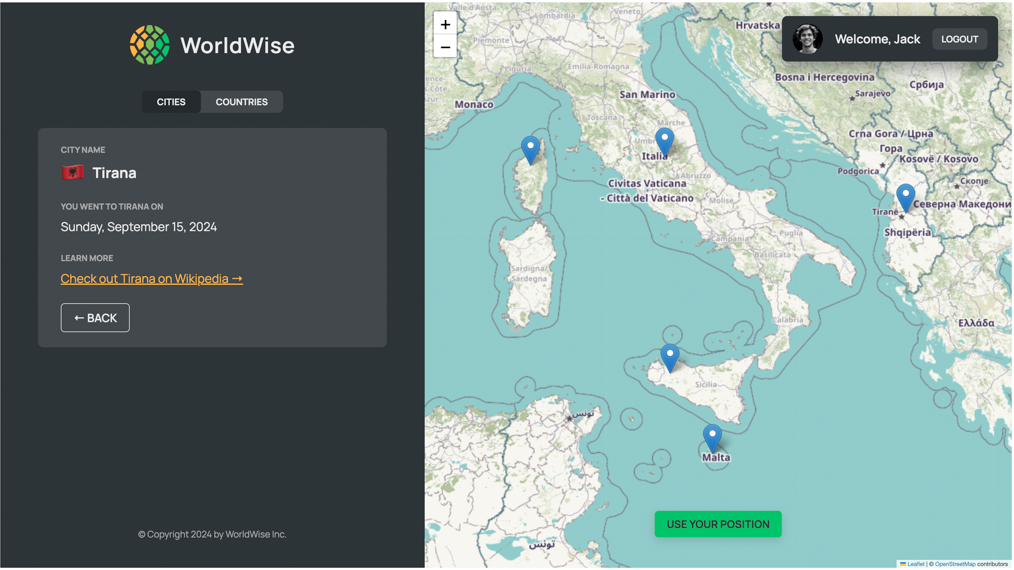 WorldWise
CITIES
COUNTRIES
CITY NAME
Tirana
YOU WENT TO TIRANA ON
Sunday, September 15, 2024
LEARN MORE
Check out Tirana on Wikipedia →
← BACK
© Copyright 2024 by WorldWise Inc.
+
−
Welcome, Jack
LOGOUT
Lombardia
Piemonte
Emilia-Romagna
Hrvatska
Monaco
San Marino
Bosna i Hercegovina
Sarajevo
Србија
Toscana
Marche
Italia
Crna Gora / Црна
Гора
Kosovë / Kosovo
Podgorica
Скопје
Abruzzo
Civitas Vaticana
- Città del Vaticano
Molise
Tiranë
Северна Македони
Shqipëria
Campania
Puglia
Basilicata
Sardigna/
Sardegna
Calabria
Ελλάδα
Sicilia
تونس
Malta
USE YOUR POSITION
تونس
Leaflet | © OpenStreetMap contributors